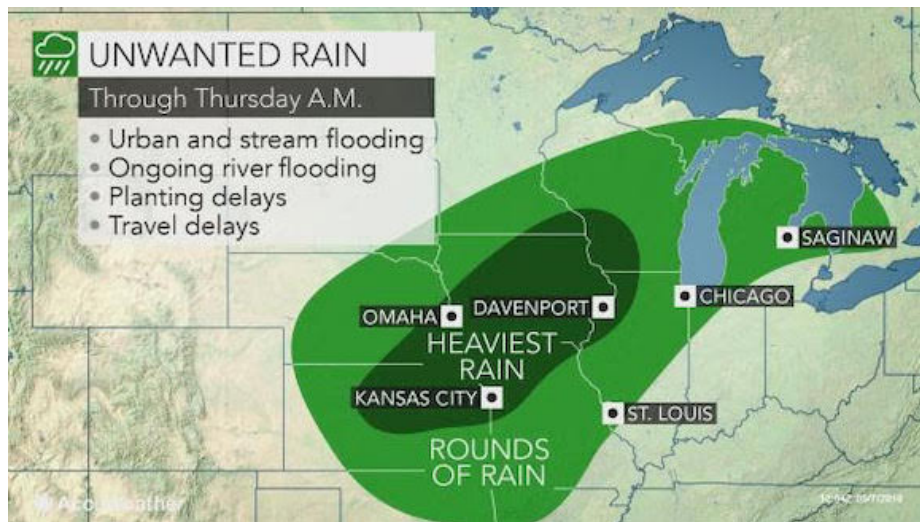 UNWANTED RAIN
Through Thursday A.M.
• Urban and stream flooding
• Ongoing river flooding
• Planting delays
• Travel delays
SAGINAW
CHICAGO
DAVENPORT
OMAHA
HEAVIEST
RAIN
KANSAS CITY
ST. LOUIS
ROUNDS
OF RAIN
AccuWeather